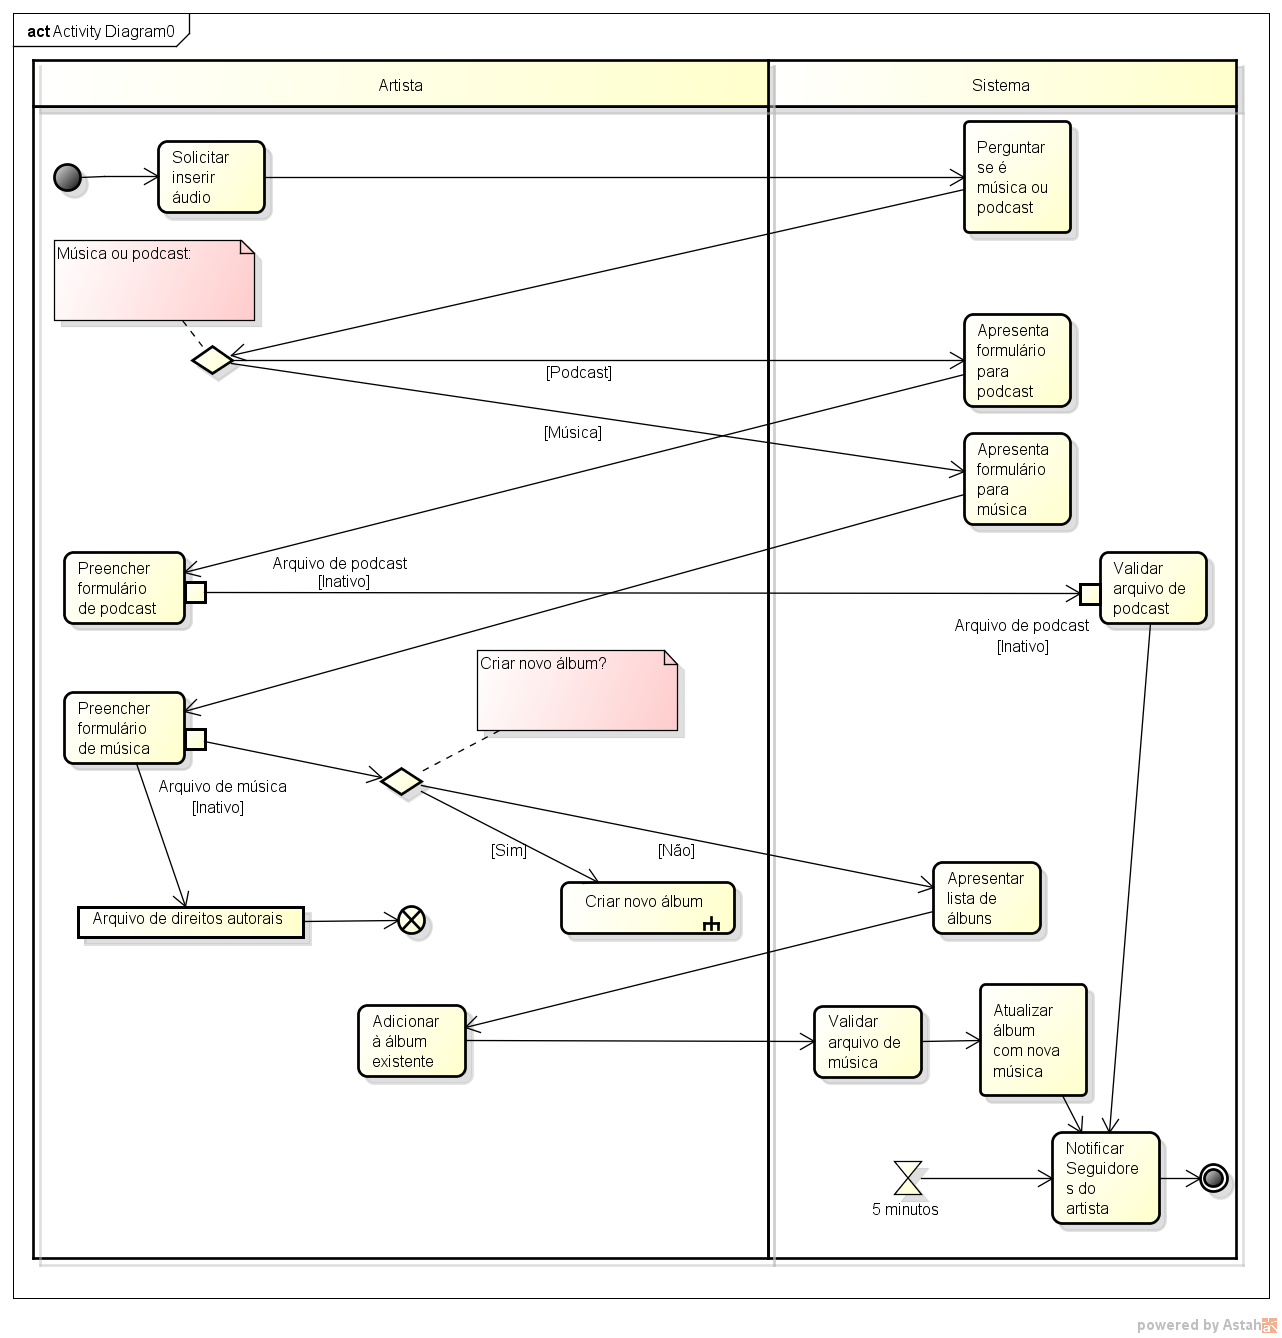 act Activity Diagram0
Artista
Sistema
Solicitar
inserir
áudio
Perguntar
se é
música ou
podcast
Música ou podcast:
Apresenta
formulário
para
podcast
[Podcast]
[Música]
Apresenta
formulário
para
música
Preencher
formulário
de podcast
Arquivo de podcast
[Inativo]
Validar
arquivo de
podcast
Arquivo de podcast
[Inativo]
Criar novo álbum?
Preencher
formulário
de música
Arquivo de música
[Inativo]
[Sim]
[Não]
Criar novo álbum
Apresentar
lista de
álbuns
Arquivo de direitos autorais
Adicionar
à álbum
existente
Validar
arquivo de
música
Atualizar
álbum
com nova
música
Notificar
Seguidore
s do
artista
5 minutos
powered by Astah